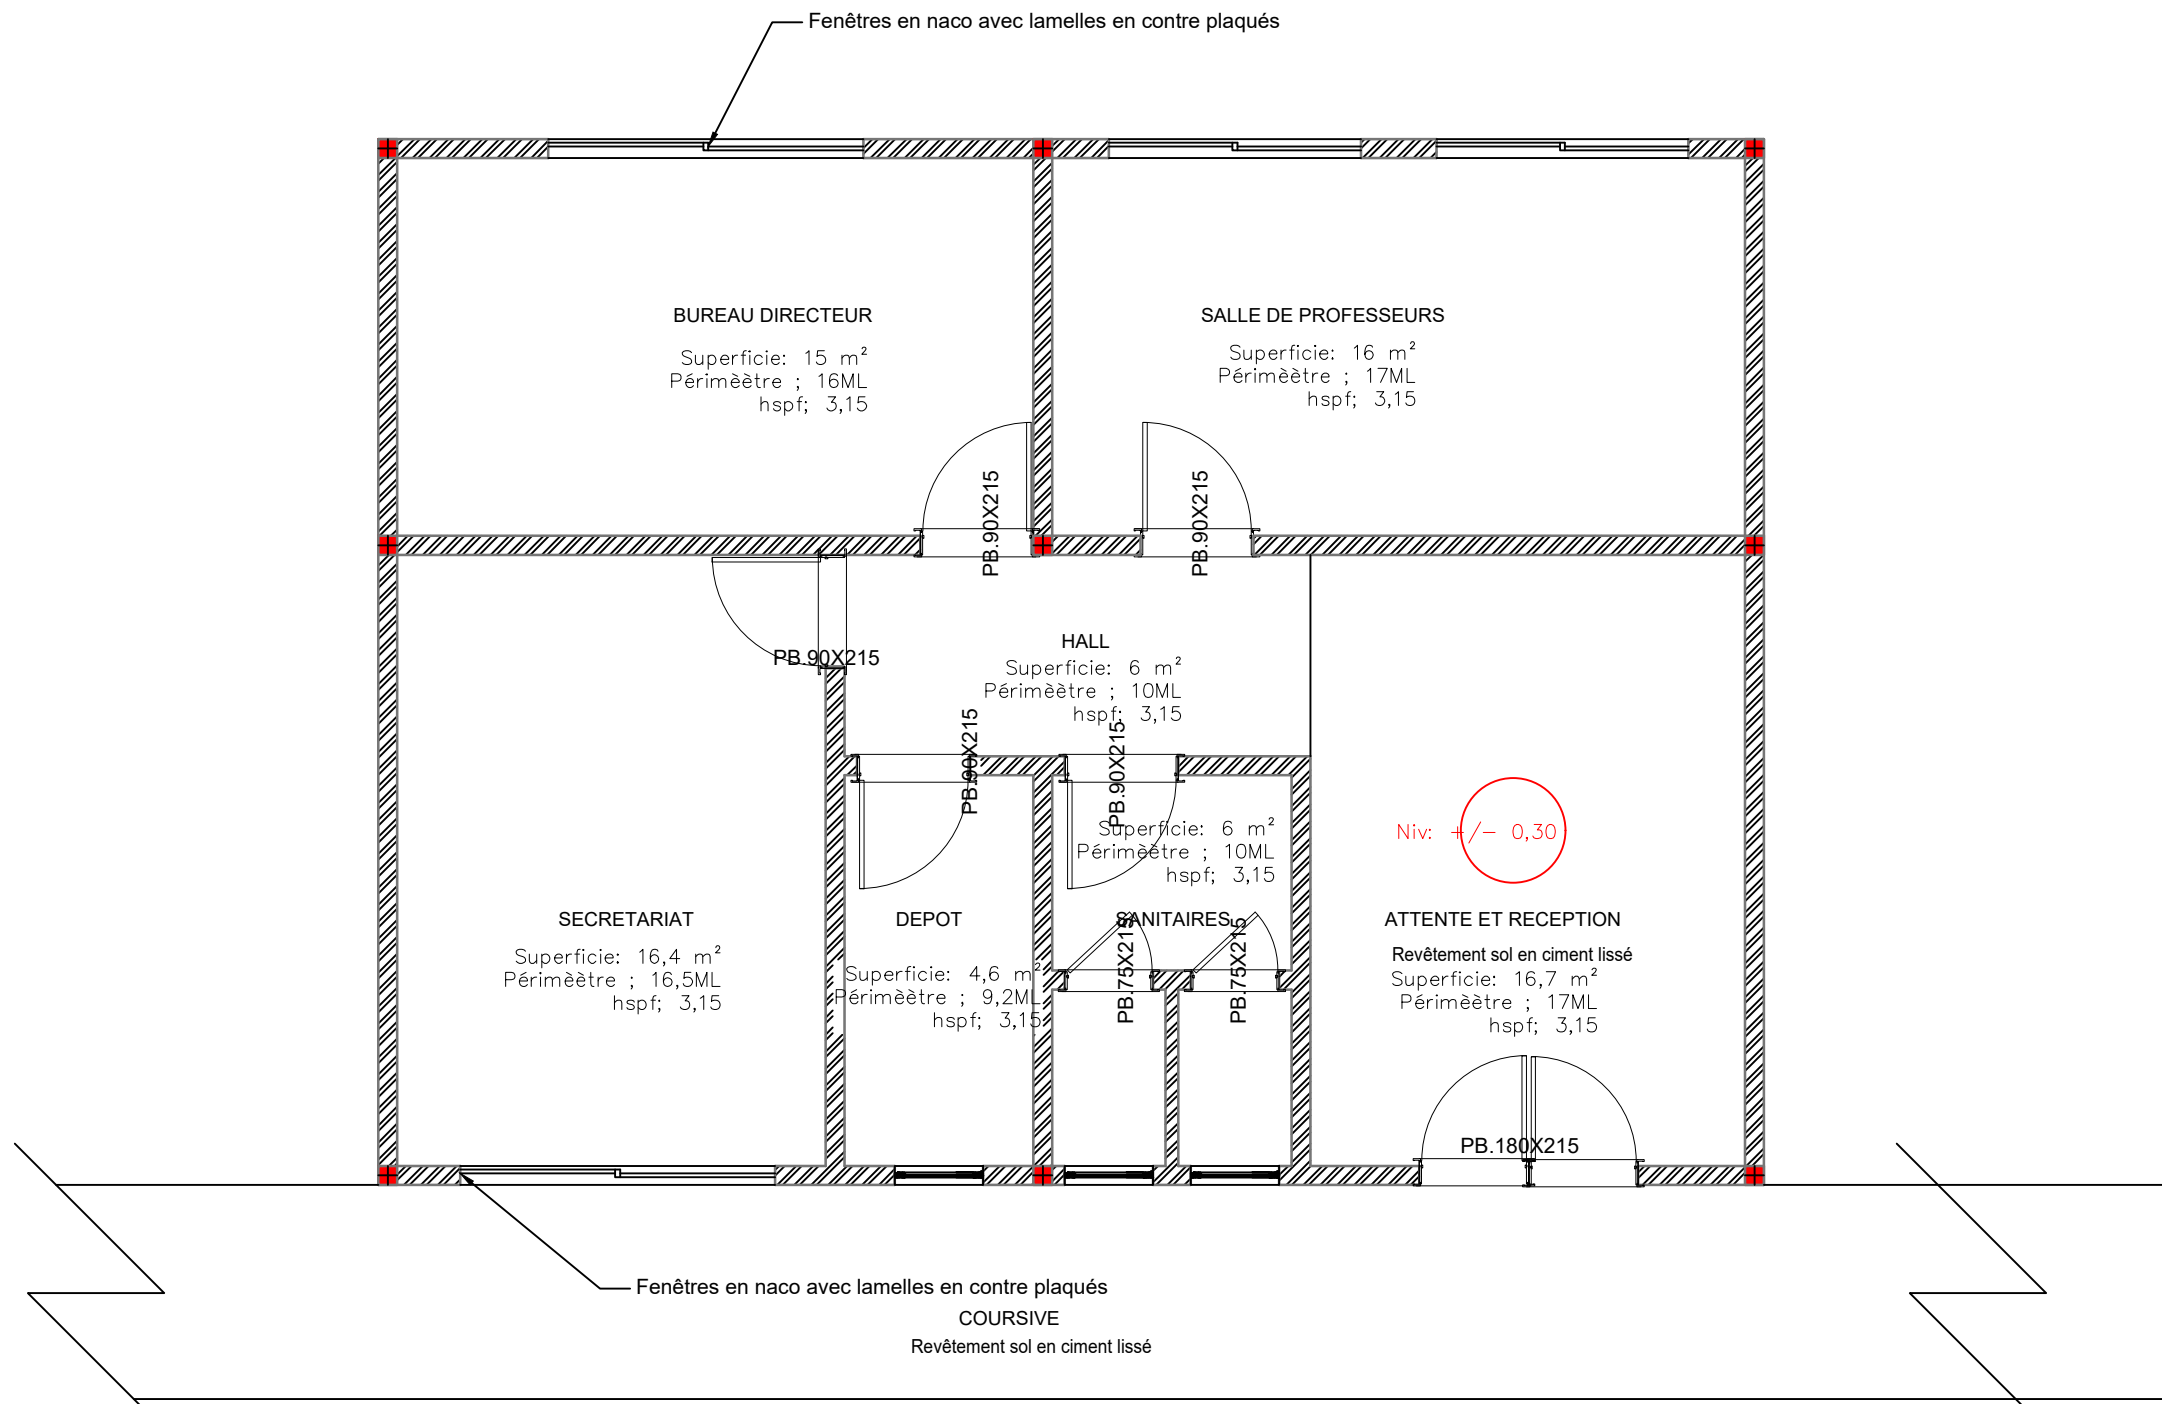 Fenêtres en naco avec lamelles en contre plaqués
BUREAU DIRECTEUR
Superficie: 15 m²
Périmèètre ; 16ML
hspf; 3,15
SALLE DE PROFESSEURS
Superficie: 16 m²
Périmèètre ; 17ML
hspf; 3,15
PB.90X215
PB.90X215
PB.90X215
HALL
Superficie: 6 m²
Périmèètre ; 10ML
hspf; 3,15
PB.90X215
PB.90X215
Superficie: 6 m²
Périmèètre ; 10ML
hspf; 3,15
Niv: +/- 0,30
SECRETARIAT
Superficie: 16,4 m²
Périmèètre ; 16,5ML
hspf; 3,15
DEPOT
Superficie: 4,6 m²
Périmèètre ; 9,2ML
hspf; 3,15
SANITAIRES
PB.75X215
PB.75X215
ATTENTE ET RECEPTION
Revêtement sol en ciment lissé
Superficie: 16,7 m²
Périmèètre ; 17ML
hspf; 3,15
PB.180X215
Fenêtres en naco avec lamelles en contre plaqués
COURSIVE
Revêtement sol en ciment lissé